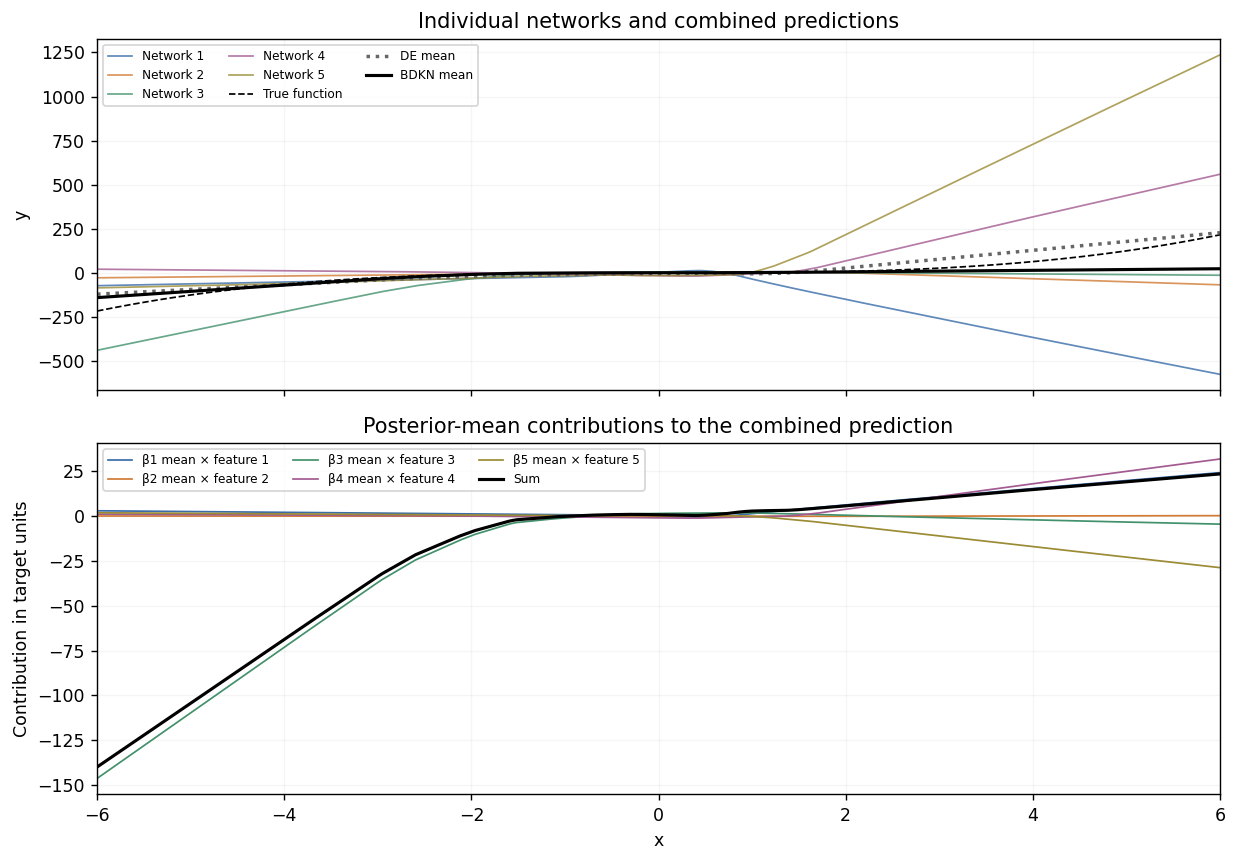 Individual networks and combined predictions
Network 1
Network 2
Network 3
Network 4
Network 5
True function
DE mean
BDKN mean
1250
1000
750
500
250
0
−250
−500
y
Posterior-mean contributions to the combined prediction
β1 mean × feature 1
β2 mean × feature 2
β3 mean × feature 3
β4 mean × feature 4
β5 mean × feature 5
Sum
25
0
−25
−50
−75
−100
−125
−150
Contribution in target units
−6
−4
−2
0
2
4
6
x